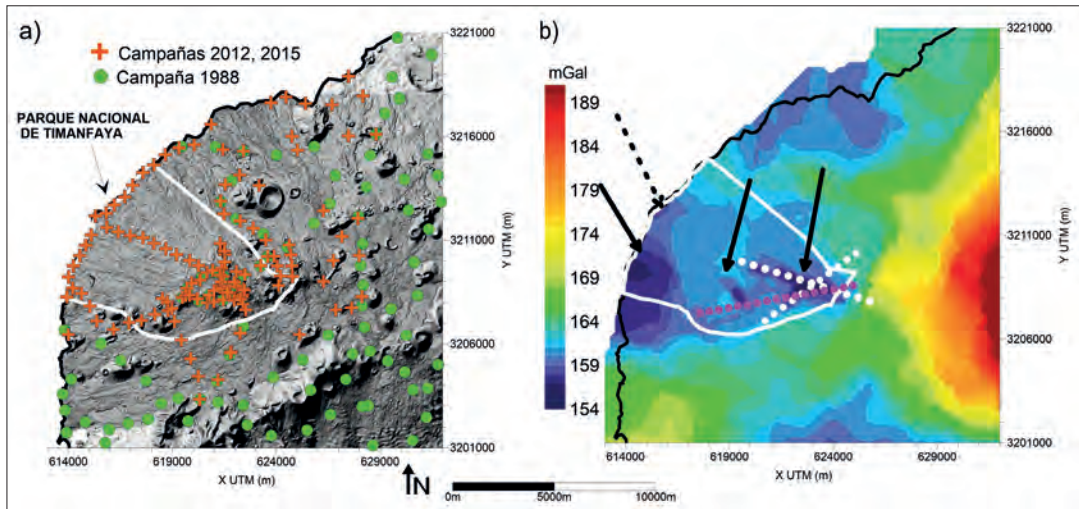 a)
Campañas 2012, 2015
Campaña 1988
PARQUE NACIONAL
DE TIMANFAYA
3221000
3216000
3211000
3206000
3201000
Y UTM (m)
614000
619000
624000
629000
X UTM (m)
N
0m
5000m
10000m
b)
mGal
189
184
179
174
169
164
159
154
3221000
3216000
3211000
3206000
3201000
Y UTM (m)
614000
619000
624000
629000
X UTM (m)